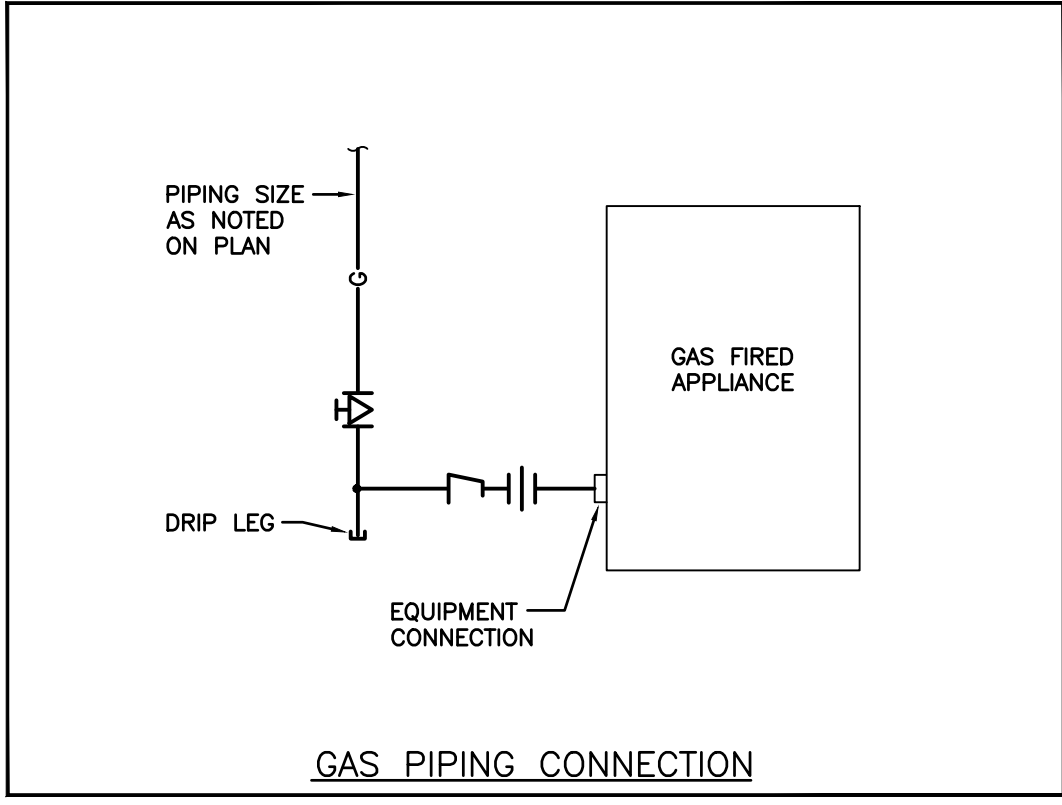 PIPING SIZE
AS NOTED
ON PLAN
G
GAS FIRED
APPLIANCE
DRIP LEG
EQUIPMENT
CONNECTION
GAS PIPING CONNECTION